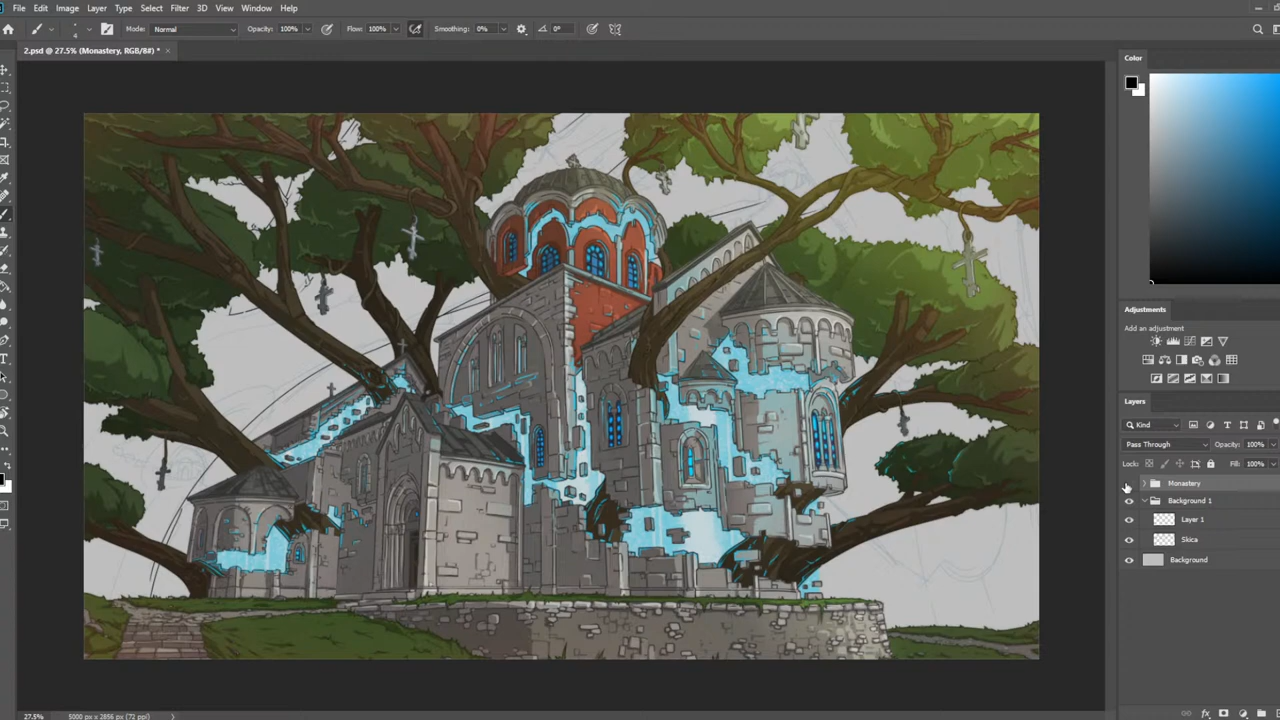 File Edit Image Layer Type Select Filter 3D View Window Help
4 Mode: Normal Opacity: 100% Flow: 100% Smoothing: 0% 0°
2.psd @ 27.5% (Monastery, RGB/8#) * ×
Color
Adjustments
Add an adjustment
Layers
Kind
Pass Through Opacity: 100%
Lock: Fill: 100%
Monastery
Background 1
Layer 1
Skica
Background
27.5% 5000 px x 2856 px (72 ppi)